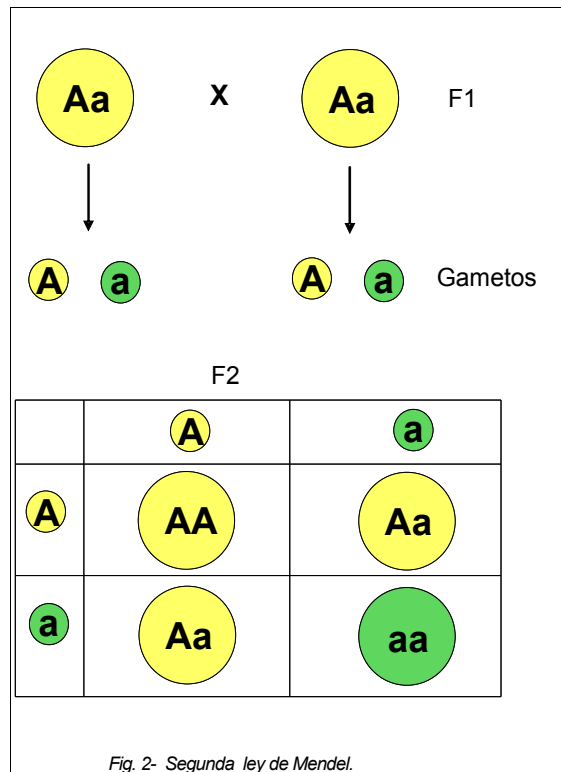 Aa X Aa F1
A a A a Gametos
F2
A a
A AA Aa
a Aa aa
Fig. 2- Segunda ley de Mendel.